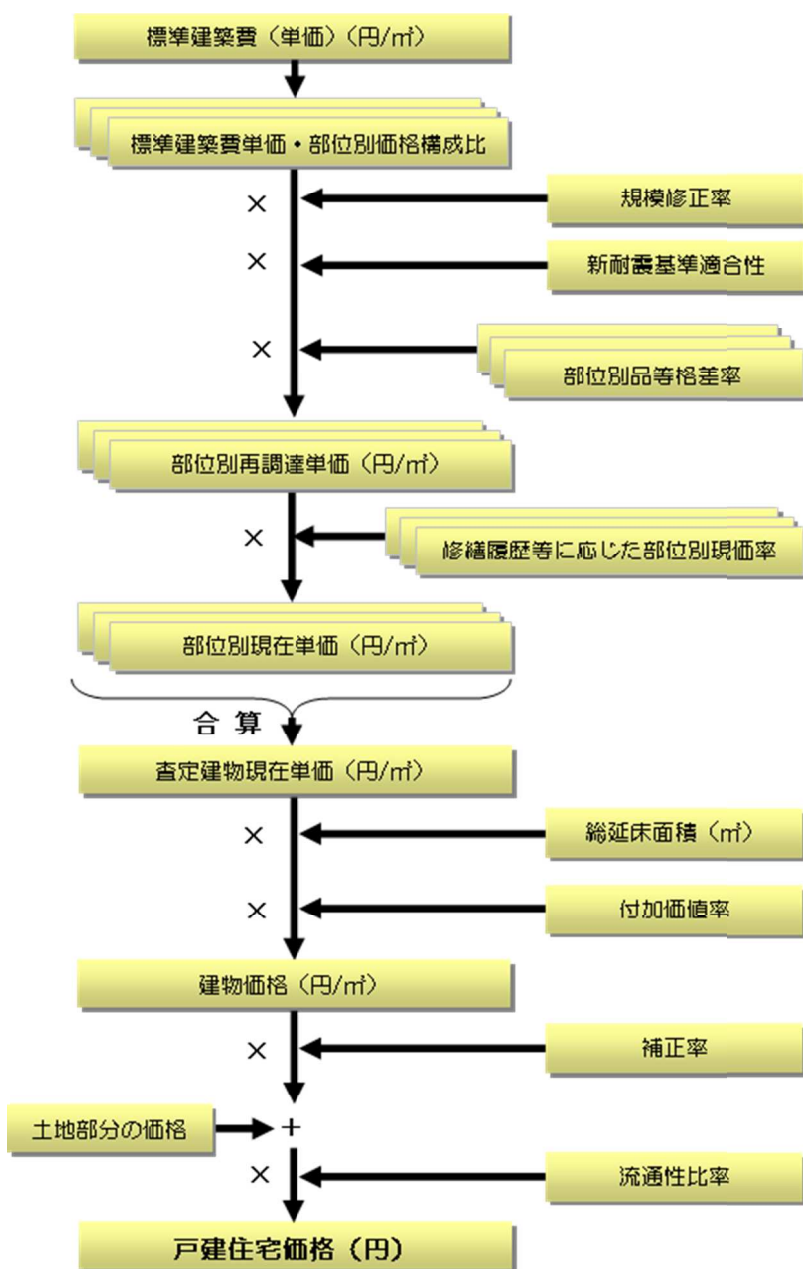 標準建築費（単価）（円/㎡）
標準建築費単価・部位別価格構成比
×
規模修正率
×
新耐震基準適合性
×
部位別品等格差率
部位別再調達単価（円/㎡）
×
修繕履歴等に応じた部位別現価率
部位別現在単価（円/㎡）
合 算
査定建物現在単価（円/㎡）
×
総延床面積（㎡）
×
付加価値率
建物価格（円/㎡）
×
補正率
土地部分の価格
＋
×
流通性比率
戸建住宅価格（円）